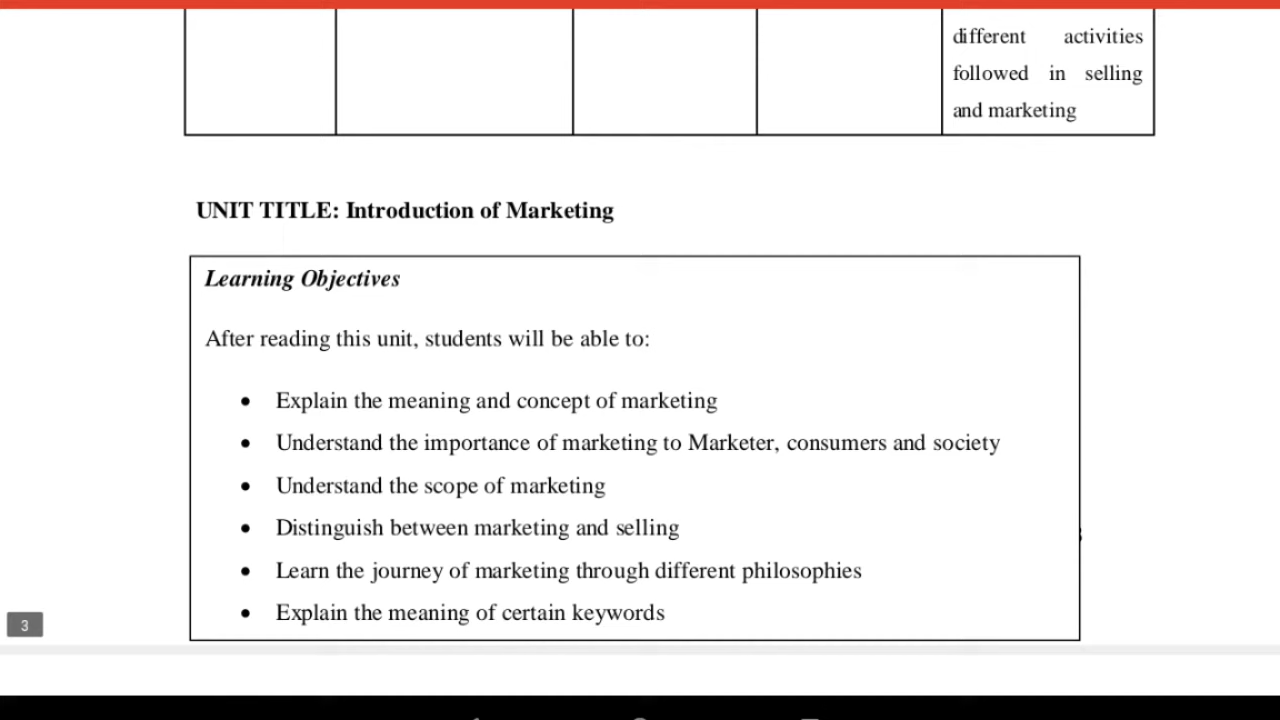 different activities
followed in selling
and marketing
UNIT TITLE: Introduction of Marketing
Learning Objectives
After reading this unit, students will be able to:
• Explain the meaning and concept of marketing
• Understand the importance of marketing to Marketer, consumers and society
• Understand the scope of marketing
• Distinguish between marketing and selling
• Learn the journey of marketing through different philosophies
• Explain the meaning of certain keywords
3